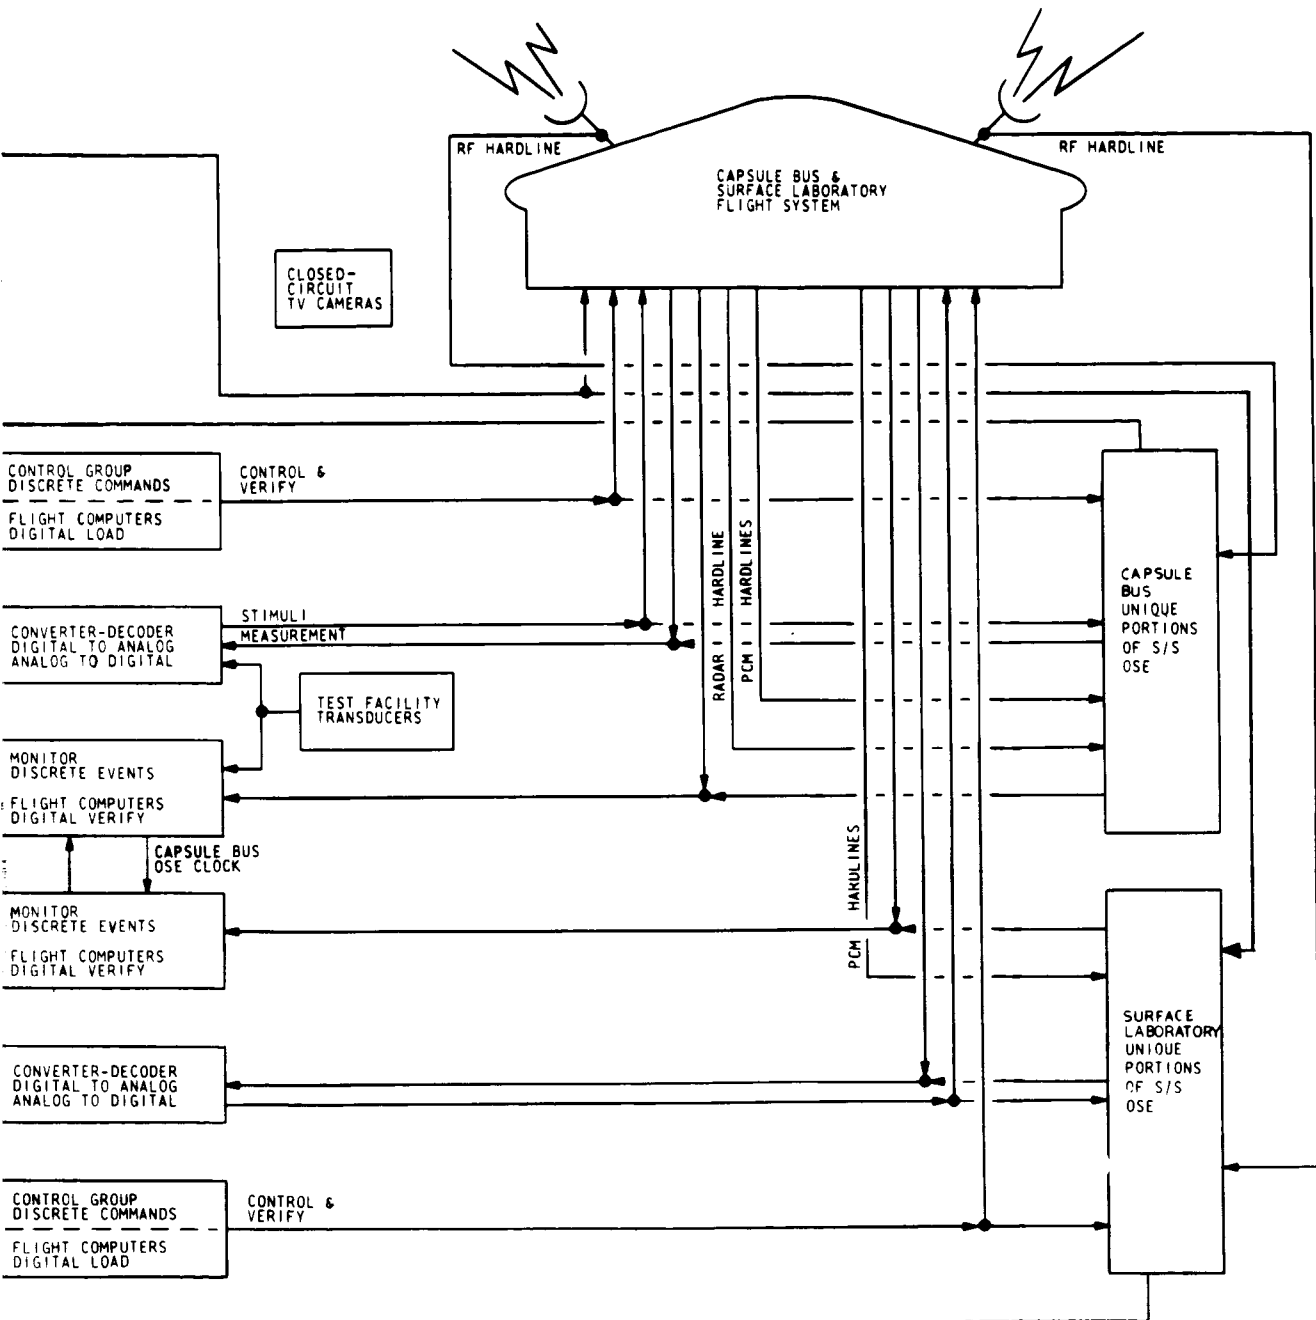 RF HARDLINE
RF HARDLINE
CAPSULE BUS &
SURFACE LABORATORY
FLIGHT SYSTEM
CLOSED-
CIRCUIT
TV CAMERAS
CONTROL GROUP
DISCRETE COMMANDS
FLIGHT COMPUTERS
DIGITAL LOAD
CONTROL &
VERIFY
RADAR HARDLINE
PCM HARDLINES
CAPSULE
BUS
UNIQUE
PORTIONS
OF S/S
OSE
STIMULI
MEASUREMENT
CONVERTER-DECODER
DIGITAL TO ANALOG
ANALOG TO DIGITAL
TEST FACILITY
TRANSDUCERS
MONITOR
DISCRETE EVENTS
FLIGHT COMPUTERS
DIGITAL VERIFY
CAPSULE BUS
OSE CLOCK
PCM HARDLINES
MONITOR
DISCRETE EVENTS
FLIGHT COMPUTERS
DIGITAL VERIFY
SURFACE
LABORATORY
UNIQUE
PORTIONS
OF S/S
OSE
CONVERTER-DECODER
DIGITAL TO ANALOG
ANALOG TO DIGITAL
CONTROL GROUP
DISCRETE COMMANDS
FLIGHT COMPUTERS
DIGITAL LOAD
CONTROL &
VERIFY